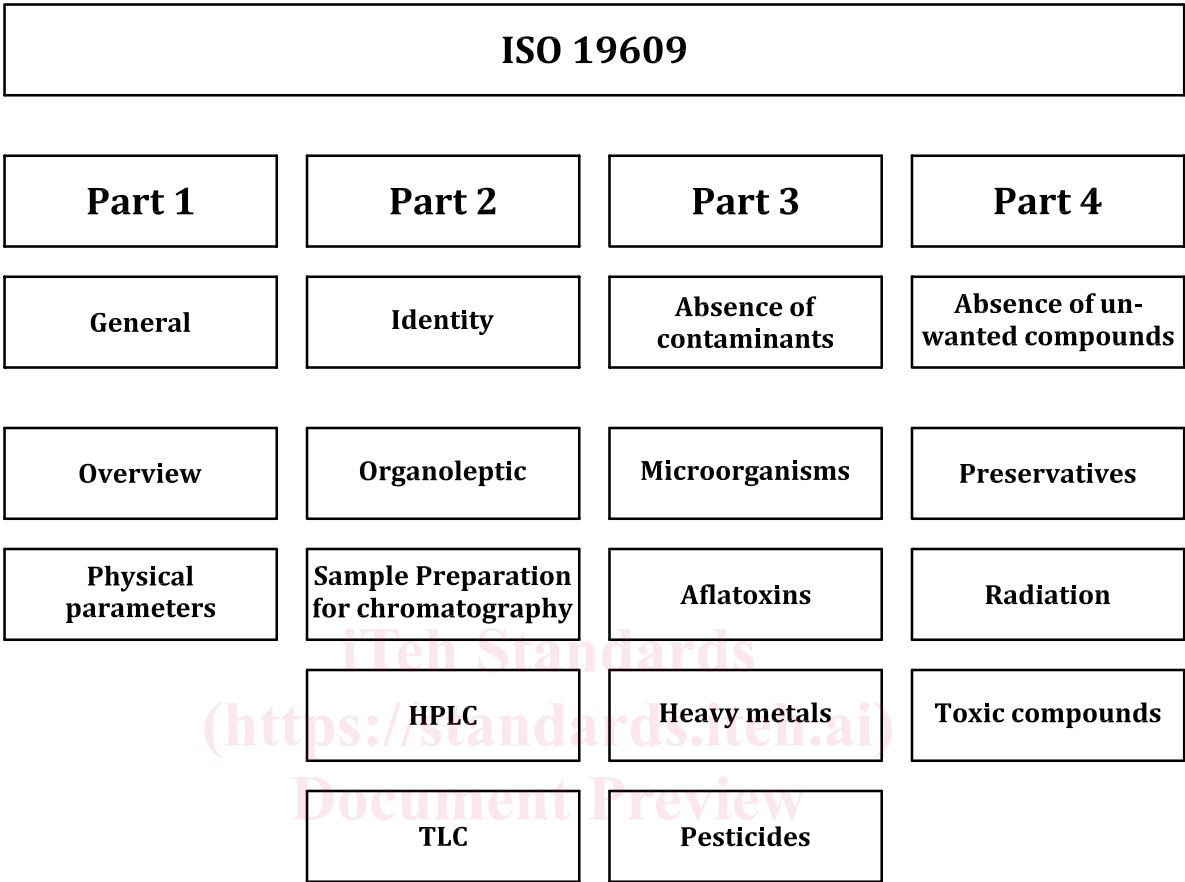 ISO 19609
Part 1
Part 2
Part 3
Part 4
General
Identity
Absence of
contaminants
Absence of un-
wanted compounds
Overview
Organoleptic
Microorganisms
Preservatives
Physical
parameters
Sample Preparation
for chromatography
Aflatoxins
Radiation
iTeh Standards
HPLC
Heavy metals
Toxic compounds
(https://standards.iteh.ai)
Document Preview
TLC
Pesticides